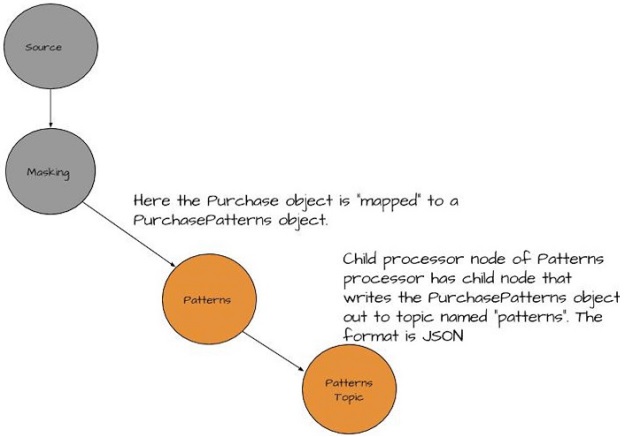 Source
Masking
Here the Purchase object is "mapped" to a
PurchasePatterns object.
Child processor node of Patterns
processor has child node that
writes the PurchasePatterns object
out to topic named "patterns". The
format is JSON
Patterns
Patterns
Topic